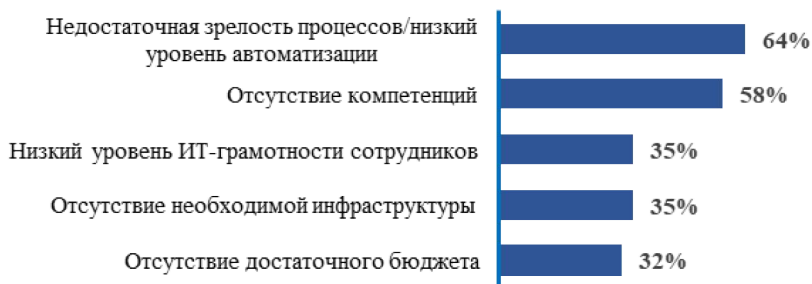 Недостаточная зрелость процессов/низкий
уровень автоматизации
64%
Отсутствие компетенций
58%
Низкий уровень ИТ-грамотности сотрудников
35%
Отсутствие необходимой инфраструктуры
35%
Отсутствие достаточного бюджета
32%